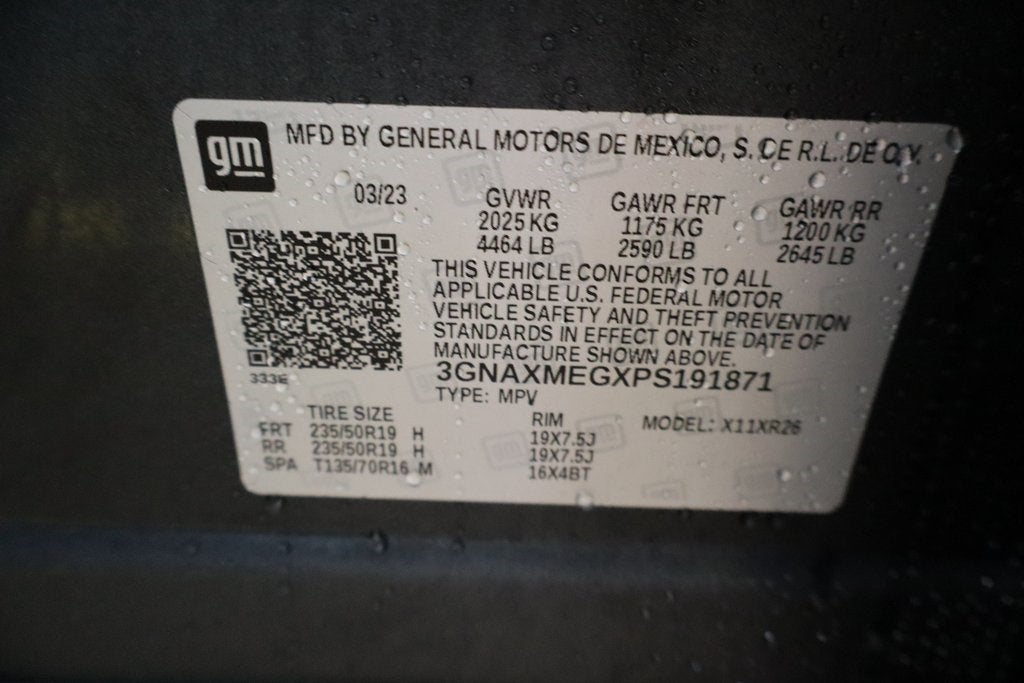 gm
MFD BY GENERAL MOTORS DE MEXICO, S. DE R.L. DE C.V.
03/23
GVWR GAWR FRT GAWR RR
2025 KG 1175 KG 1200 KG
4464 LB 2590 LB 2645 LB
THIS VEHICLE CONFORMS TO ALL
APPLICABLE U.S. FEDERAL MOTOR
VEHICLE SAFETY AND THEFT PREVENTION
STANDARDS IN EFFECT ON THE DATE OF
MANUFACTURE SHOWN ABOVE.
333E
3GNAXMEGXPS191871
TYPE: MPV
TIRE SIZE RIM MODEL: X11XR26
FRT 235/50R19 H 19X7.5J
RR 235/50R19 H 19X7.5J
SPA T135/70R16 M 16X4BT